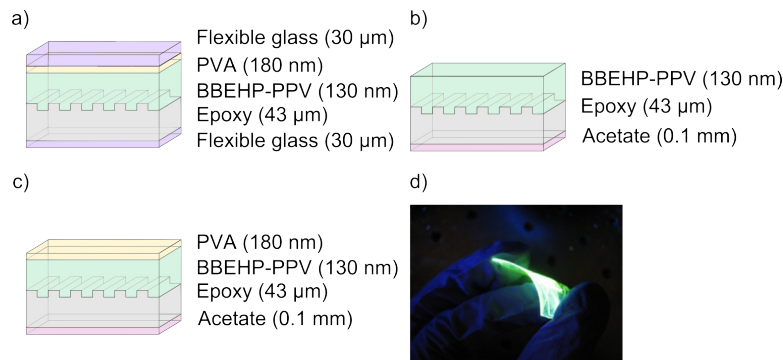 a)
Flexible glass (30 µm)
PVA (180 nm)
BBEHP-PPV (130 nm)
Epoxy (43 µm)
Flexible glass (30 µm)
b)
BBEHP-PPV (130 nm)
Epoxy (43 µm)
Acetate (0.1 mm)
c)
PVA (180 nm)
BBEHP-PPV (130 nm)
Epoxy (43 µm)
Acetate (0.1 mm)
d)